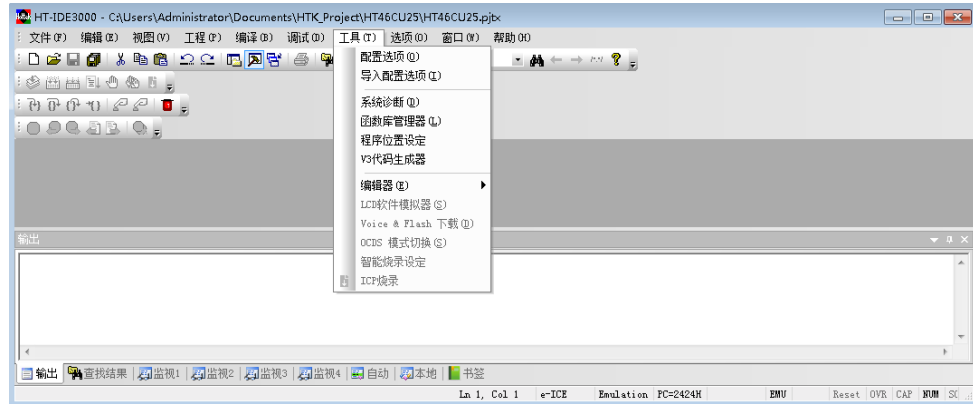 HT-IDE3000 - C:\Users\Administrator\Documents\HTK_Project\HT46CU25\HT46CU25.pjtx
文件(F) 编辑(E) 视图(V) 工程(P) 编译(B) 调试(D) 工具(T) 选项(O) 窗口(W) 帮助(H)
配置选项(O)
导入配置选项(I)
系统诊断(D)
函数库管理器(L)
程序位置设定
V3代码生成器
编辑器(E)
LCD软件模拟器(S)
Voice & Flash 下载(D)
OCDS 模式切换(S)
智能烧录设定
ICP烧录
输出
输出 查找结果 监视1 监视2 监视3 监视4 自动 本地 书签
Ln 1, Col 1 e-ICE Emulation PC=2424H EMU Reset OVR CAP NUM